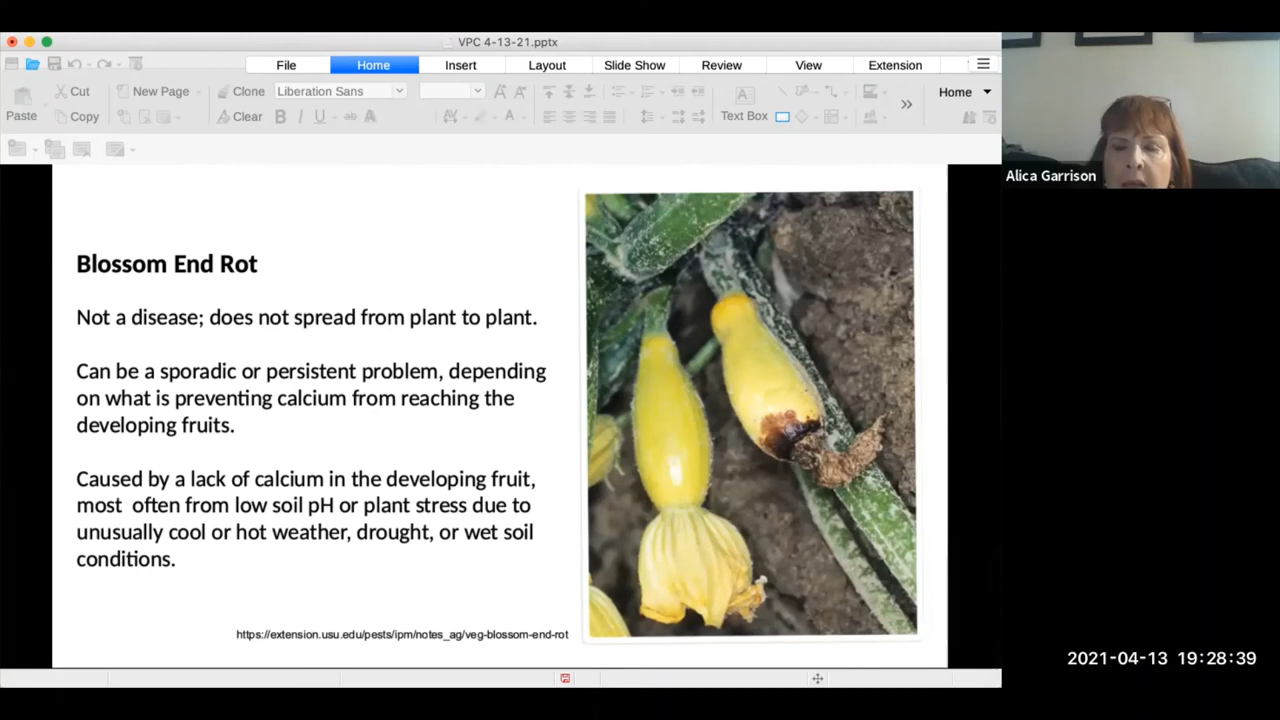 VPC 4-13-21.pptx
File Home Insert Layout Slide Show Review View Extension
Cut New Page Clone Liberation Sans Home
Paste Copy Clear B I U ab A Text Box
Alica Garrison
Blossom End Rot
Not a disease; does not spread from plant to plant.
Can be a sporadic or persistent problem, depending
on what is preventing calcium from reaching the
developing fruits.
Caused by a lack of calcium in the developing fruit,
most often from low soil pH or plant stress due to
unusually cool or hot weather, drought, or wet soil
conditions.
https://extension.usu.edu/pests/ipm/notes_ag/veg-blossom-end-rot
2021-04-13 19:28:39